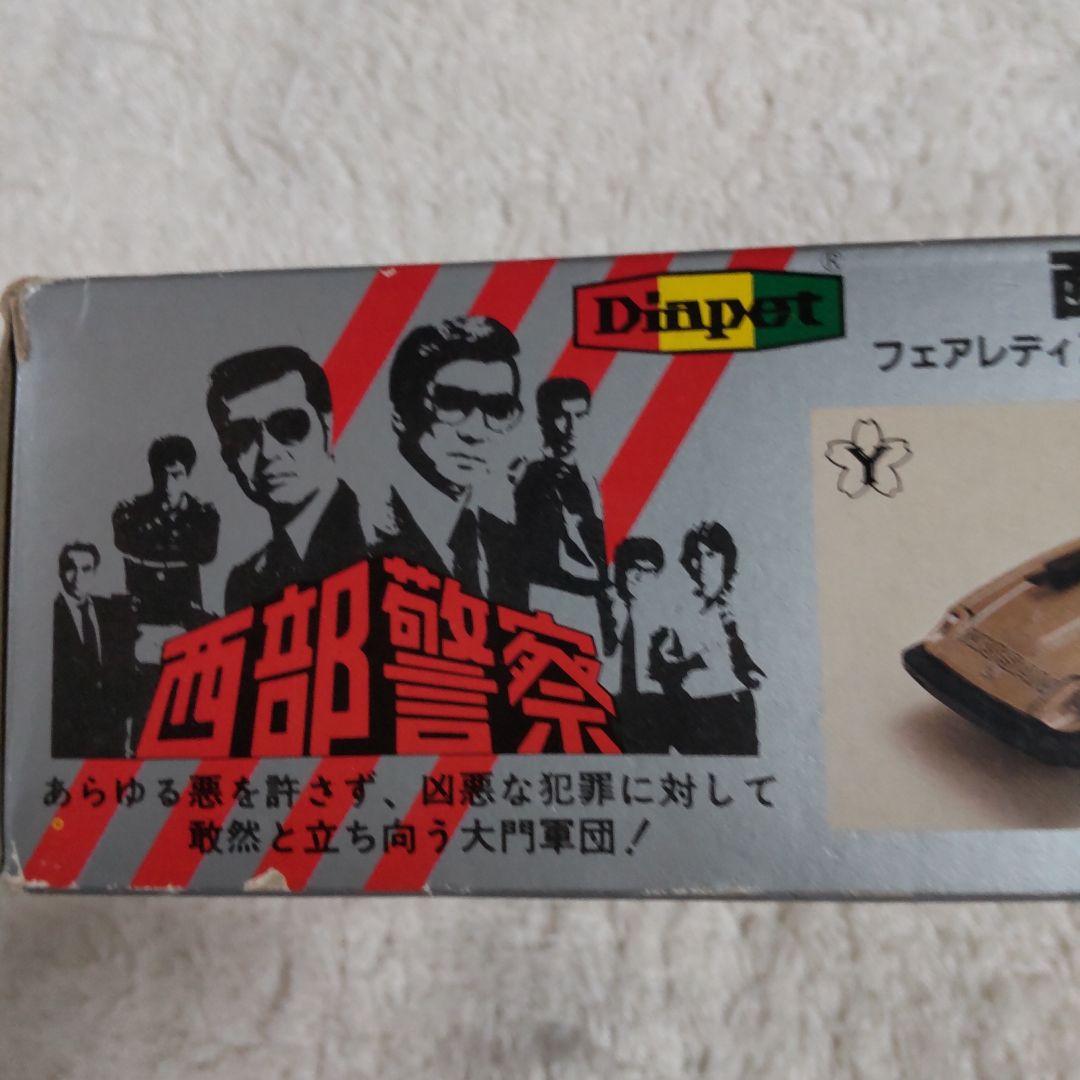 Diapet
®
フェアレディ
Y
西部警察
あらゆる悪を許さず、凶悪な犯罪に対して
敢然と立ち向う大門軍団！